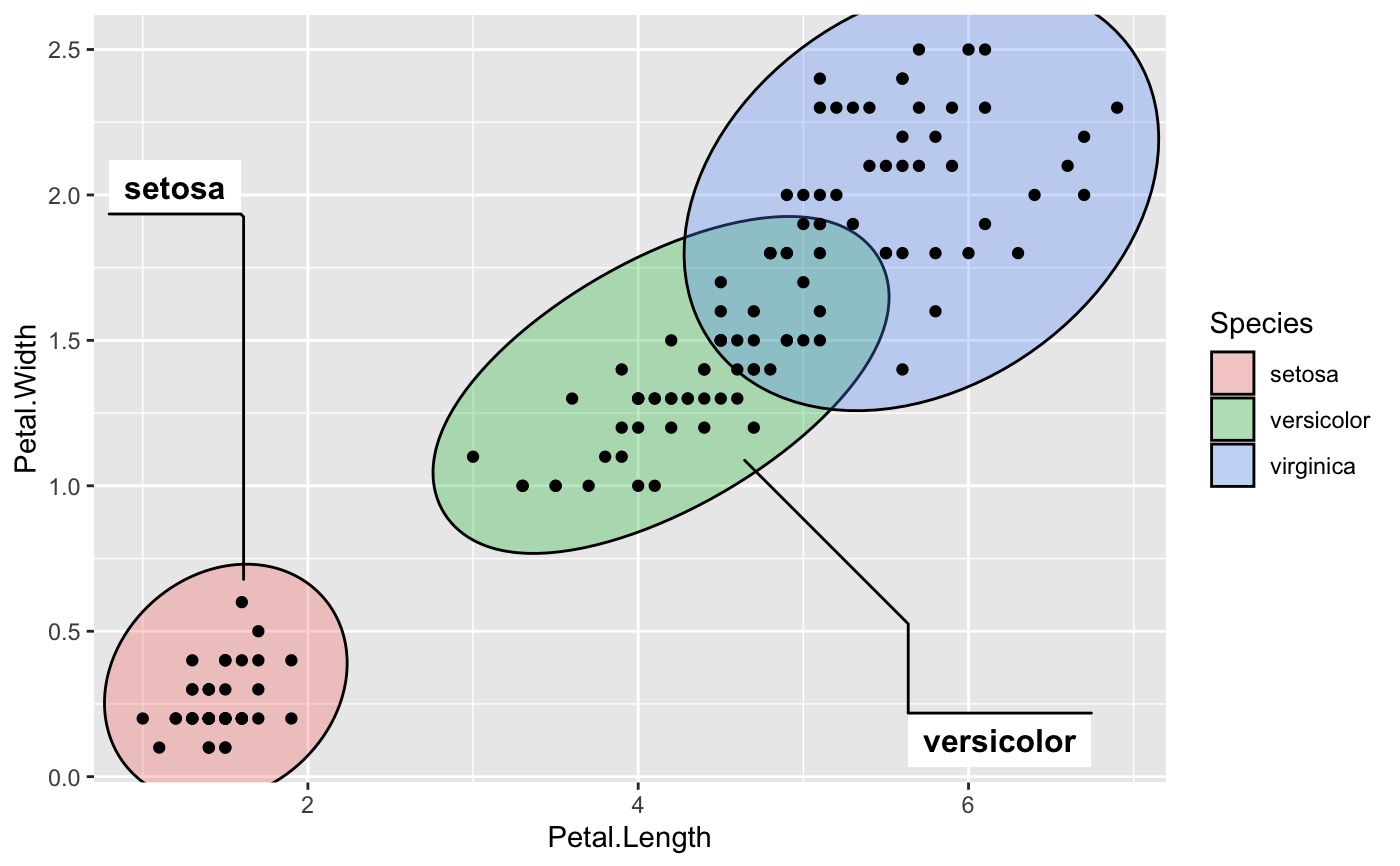 2.5
2.0
1.5
1.0
0.5
0.0
Petal.Width
setosa
versicolor
2
4
6
Petal.Length
Species
setosa
versicolor
virginica